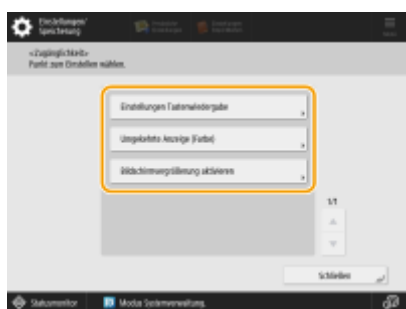 Einstellungen/
Speicherung
<Zugänglichkeit>
Punkt zum Einstellen wählen.
Einstellungen Tastenwiedergabe
Umgekehrte Anzeige (Farbe)
Bildschirmvergrößerung aktivieren
1/1
Schließen
Statusmonitor
Modus Systemverwaltung.